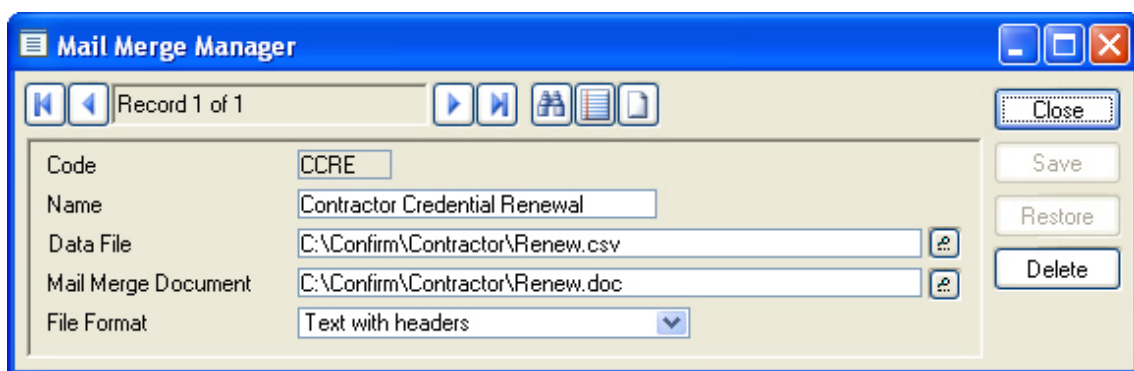 Mail Merge Manager
Record 1 of 1
Close
Code CCRE
Save
Name Contractor Credential Renewal
Restore
Data File C:\Confirm\Contractor\Renew.csv
Mail Merge Document C:\Confirm\Contractor\Renew.doc
Delete
File Format Text with headers